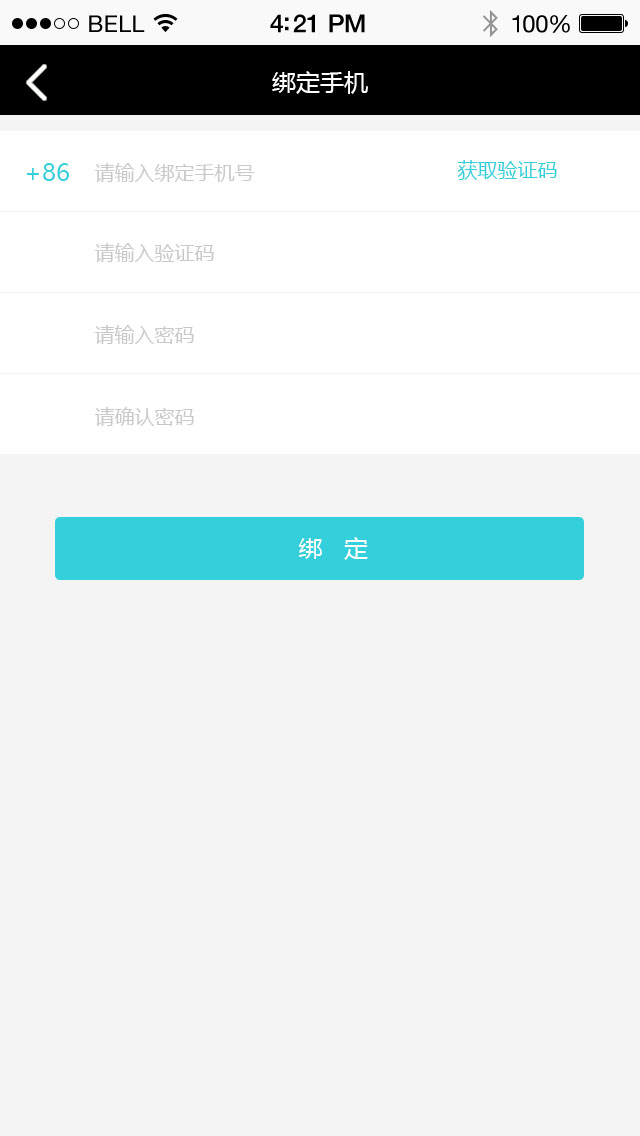 BELL 4:21 PM 100%
绑定手机
+86 请输入绑定手机号 获取验证码
请输入验证码
请输入密码
请确认密码
绑 定